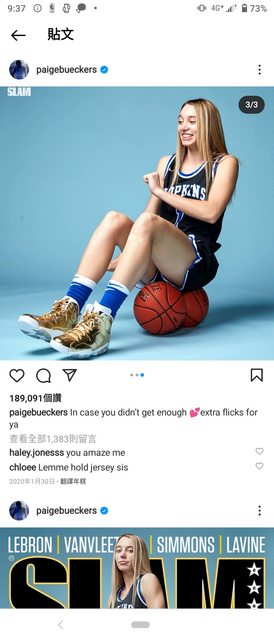 9:37 4G+ 73%
貼文
paigebueckers
SLAM
3/3
HOPKINS
189,091個讚
paigebueckers In case you didn't get enough 💕extra flicks for
ya
查看全部1,383則留言
haley.jonesss you amaze me
chloee Lemme hold jersey sis
2020年1月30日 · 翻譯年糕
paigebueckers
LEBRON | VANVLEE SIMMONS | LAVINE
SLAM